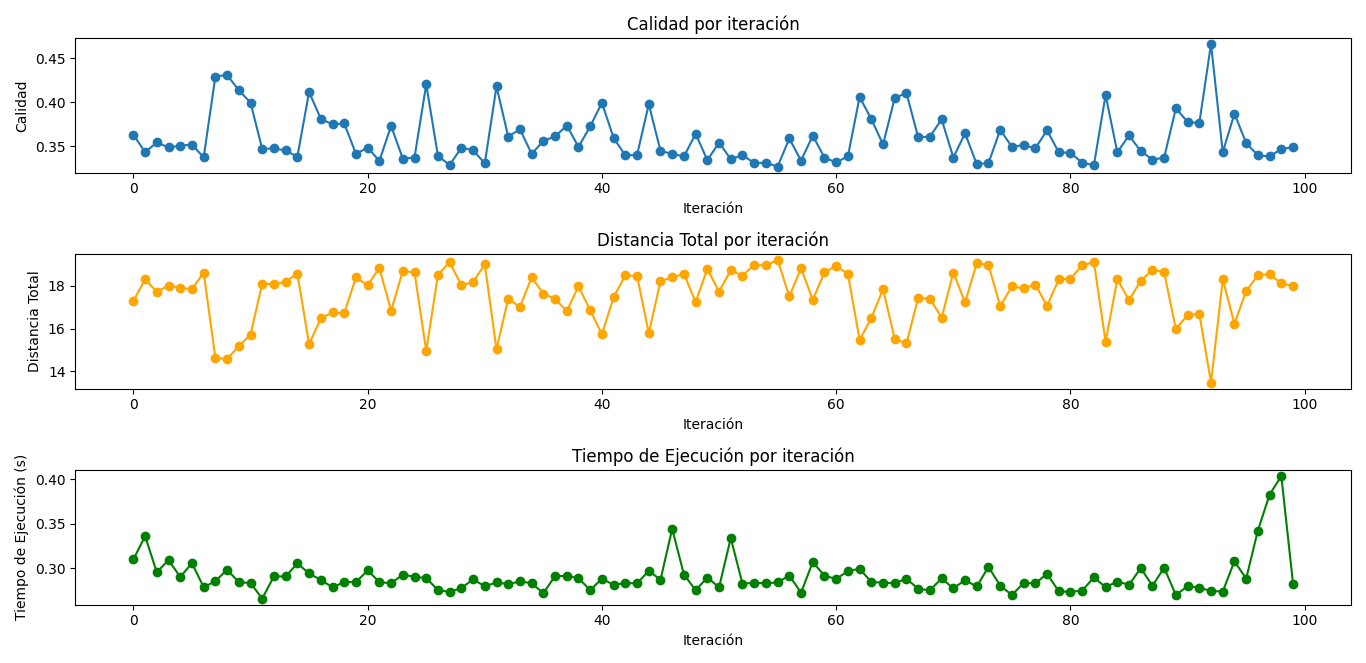 Calidad por iteración
Calidad
0.45
0.40
0.35
0 20 40 60 80 100
Iteración
Distancia Total por iteración
Distancia Total
18
16
14
0 20 40 60 80 100
Iteración
Tiempo de Ejecución por iteración
Tiempo de Ejecución (s)
0.40
0.35
0.30
0 20 40 60 80 100
Iteración